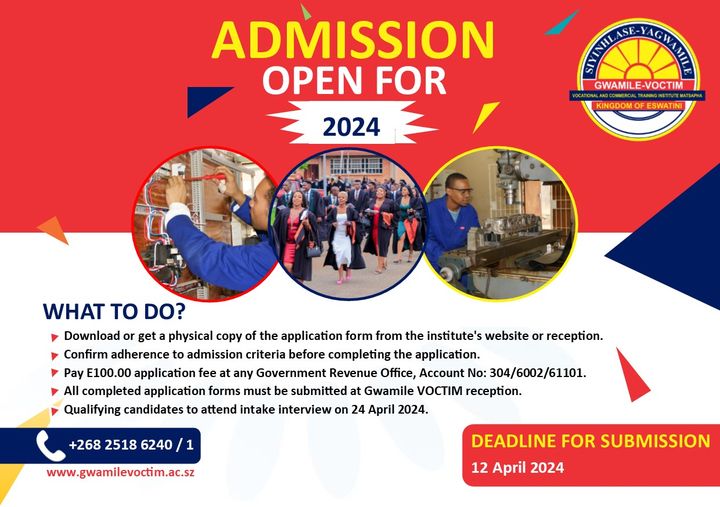 ADMISSION
OPEN FOR
2024
SIYINHLASE-YAGWAMILE
GWAMILE-VOCTIM
VOCATIONAL AND COMMERCIAL TRAINING INSTITUTE MATSAPHA
KINGDOM OF ESWATINI
WHAT TO DO?
Download or get a physical copy of the application form from the institute's website or reception.
Confirm adherence to admission criteria before completing the application.
Pay E100.00 application fee at any Government Revenue Office, Account No: 304/6002/61101.
All completed application forms must be submitted at Gwamile VOCTIM reception.
Qualifying candidates to attend intake interview on 24 April 2024.
+268 2518 6240 / 1
www.gwamilevoctim.ac.sz
DEADLINE FOR SUBMISSION
12 April 2024